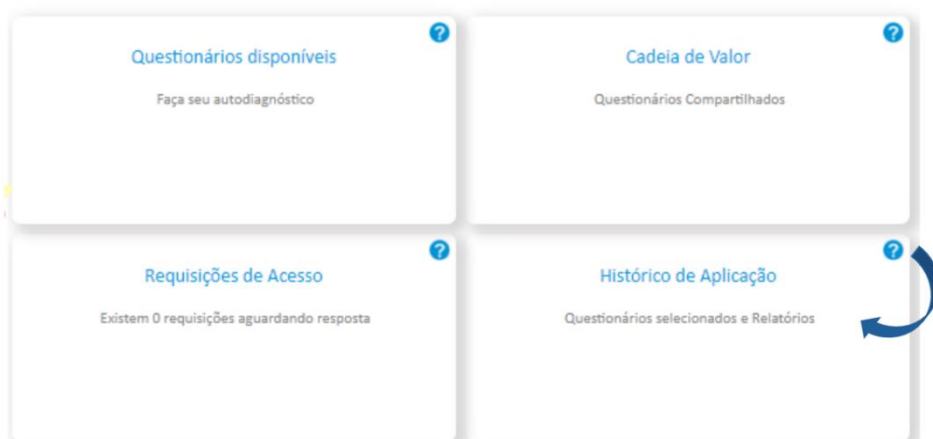 Questionários disponíveis
Faça seu autodiagnóstico
Cadeia de Valor
Questionários Compartilhados
Requisições de Acesso
Existem 0 requisições aguardando resposta
Histórico de Aplicação
Questionários selecionados e Relatórios